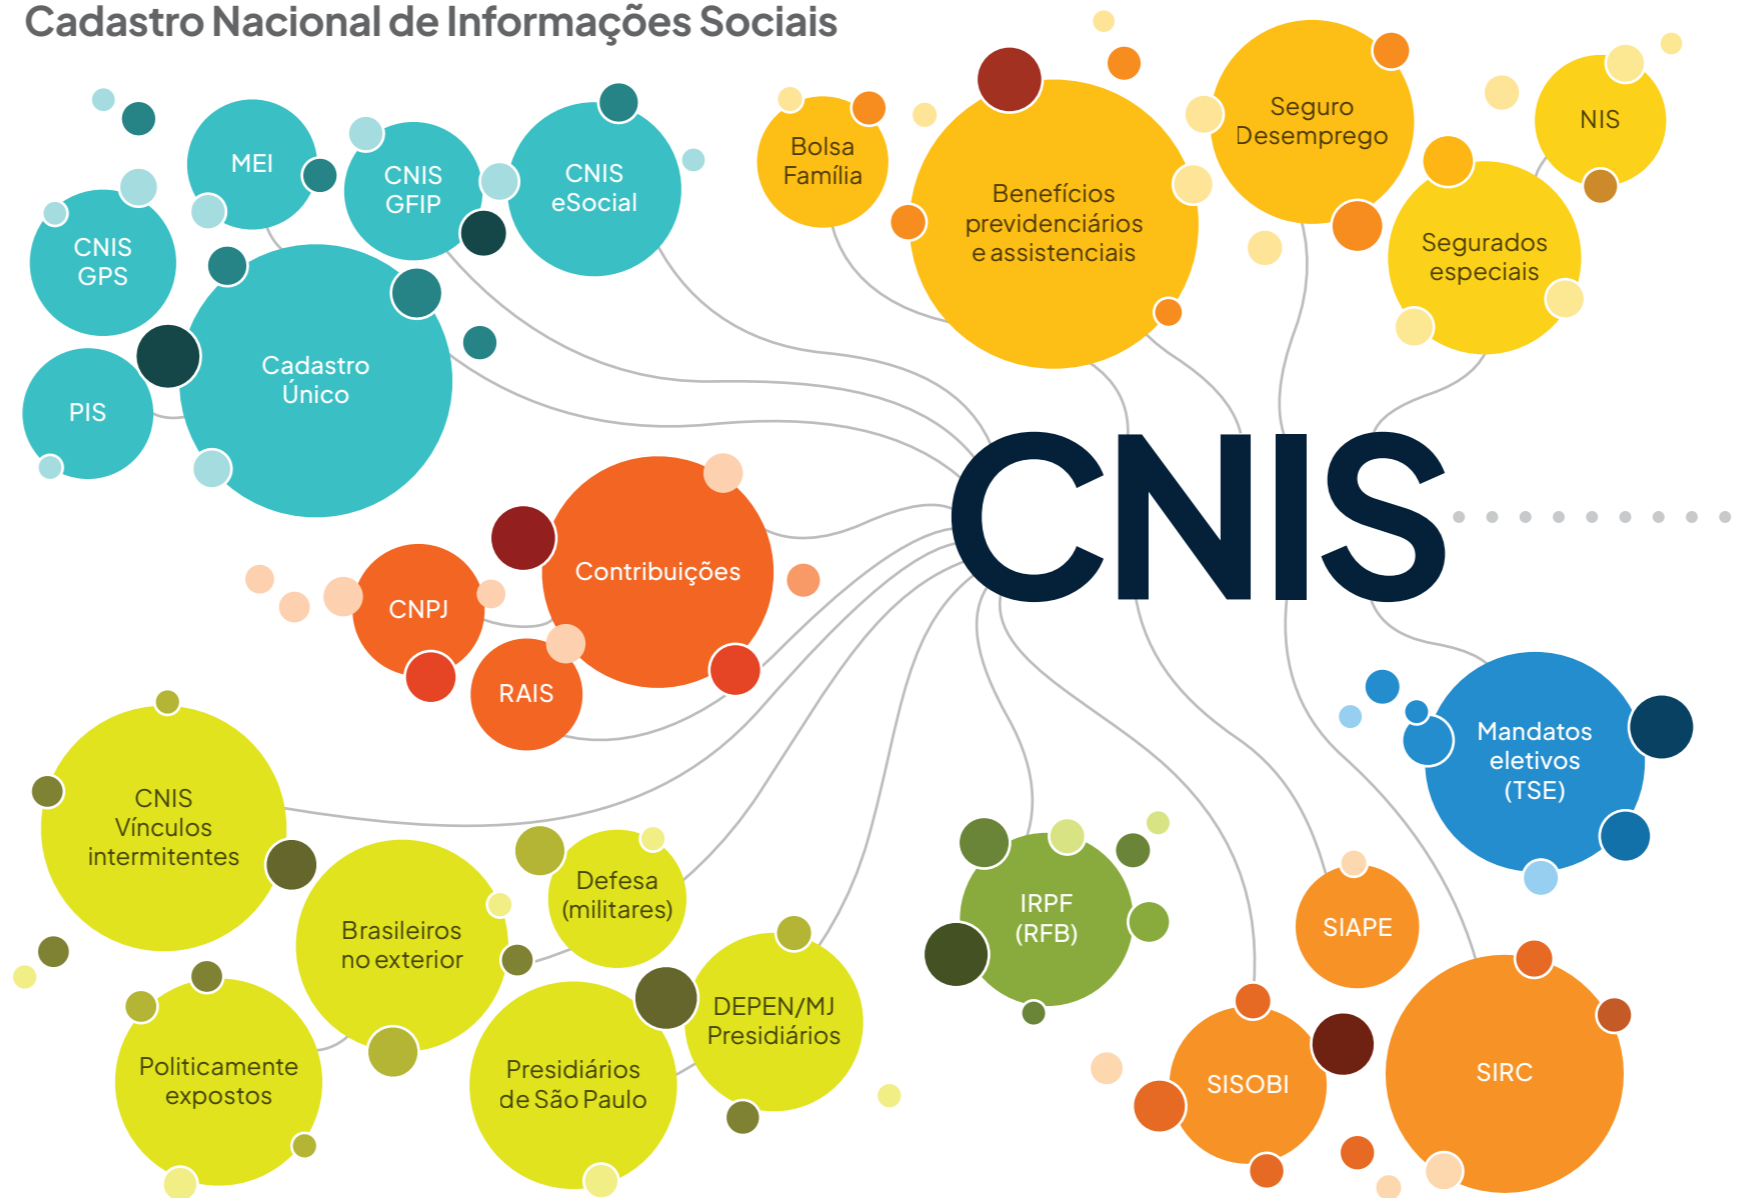 Cadastro Nacional de Informações Sociais
MEI
CNIS
GFIP
CNIS
eSocial
CNIS
GPS
Cadastro
Único
PIS
Bolsa
Família
Benefícios
previdenciários
e assistenciais
Seguro
Desemprego
NIS
Segurados
especiais
CNIS
Contribuições
CNPJ
RAIS
CNIS
Vínculos
intermitentes
Brasileiros
no exterior
Defesa
(militares)
Politicamente
expostos
Presidiários
de São Paulo
DEPEN/MJ
Presidiários
IRPF
(RFB)
SISOBI
SIAPE
SIRC
Mandatos
eletivos
(TSE)